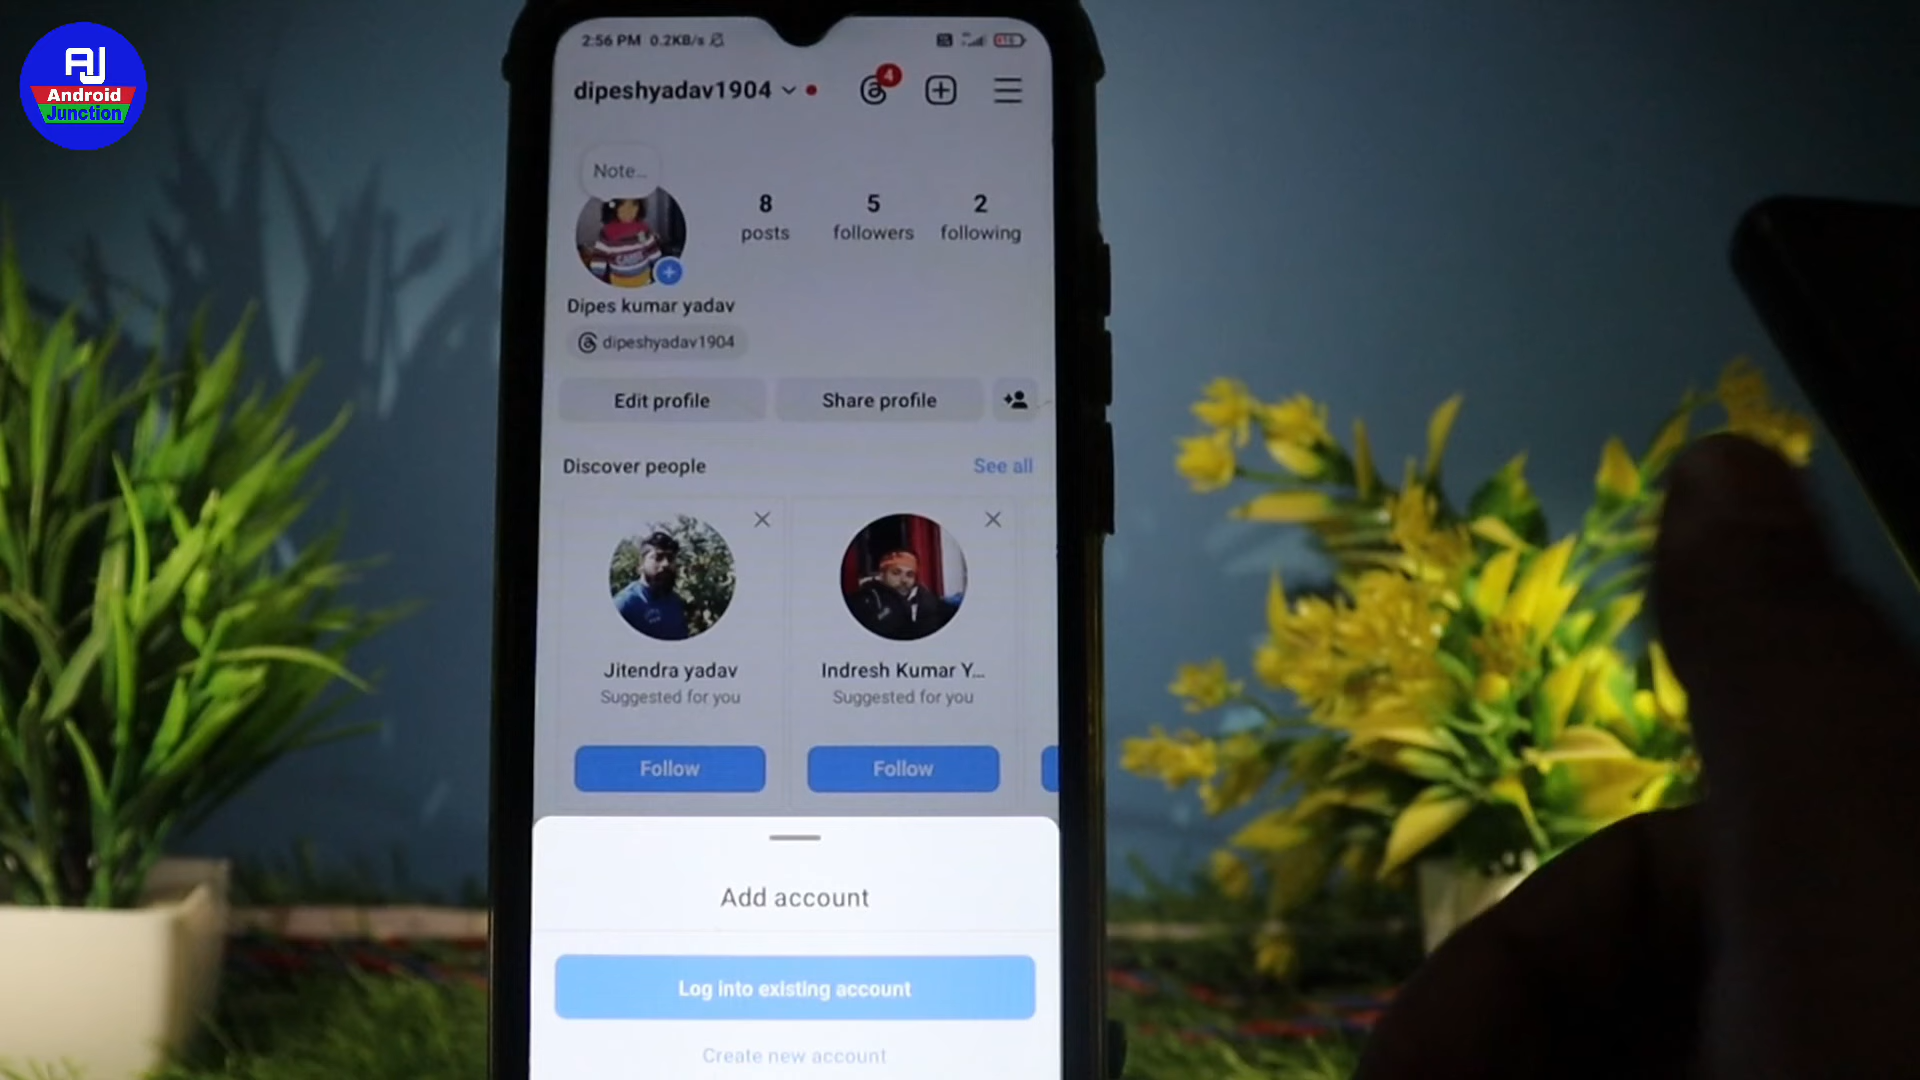 AJ
Android
Junction
2:56 PM 0.2KB/s
dipeshyadav1904
4
Note...
8 5 2
posts followers following
Dipes kumar yadav
dipeshyadav1904
Edit profile Share profile
Discover people See all
Jitendra yadav Indresh Kumar Y...
Suggested for you Suggested for you
Follow Follow
Add account
Log into existing account
Create new account